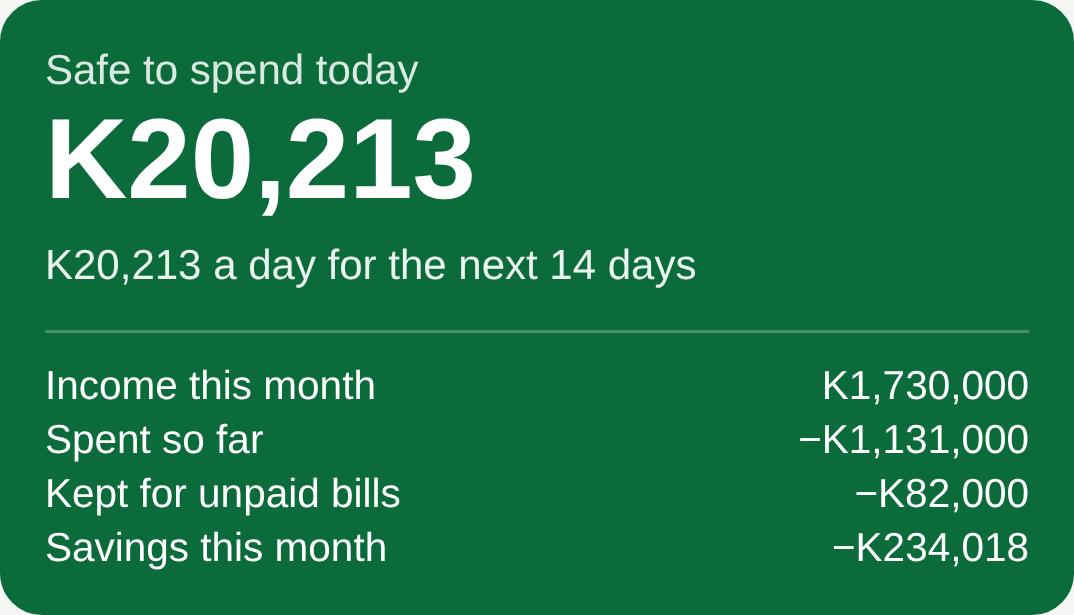 Safe to spend today
K20,213
K20,213 a day for the next 14 days
Income this month K1,730,000
Spent so far −K1,131,000
Kept for unpaid bills −K82,000
Savings this month −K234,018